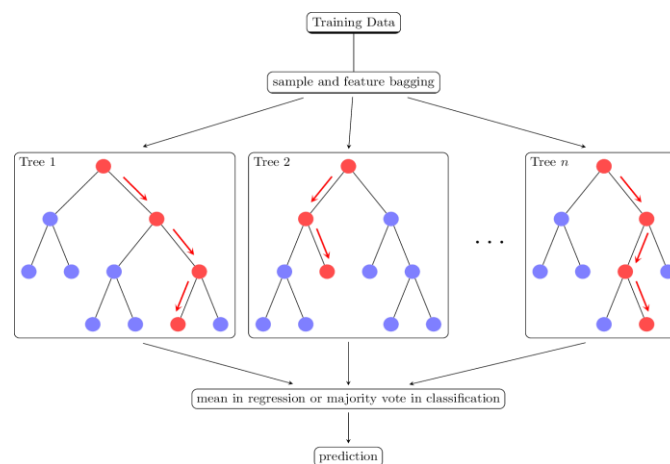 Training Data
sample and feature bagging
Tree 1
Tree 2
Tree n
...
mean in regression or majority vote in classification
prediction